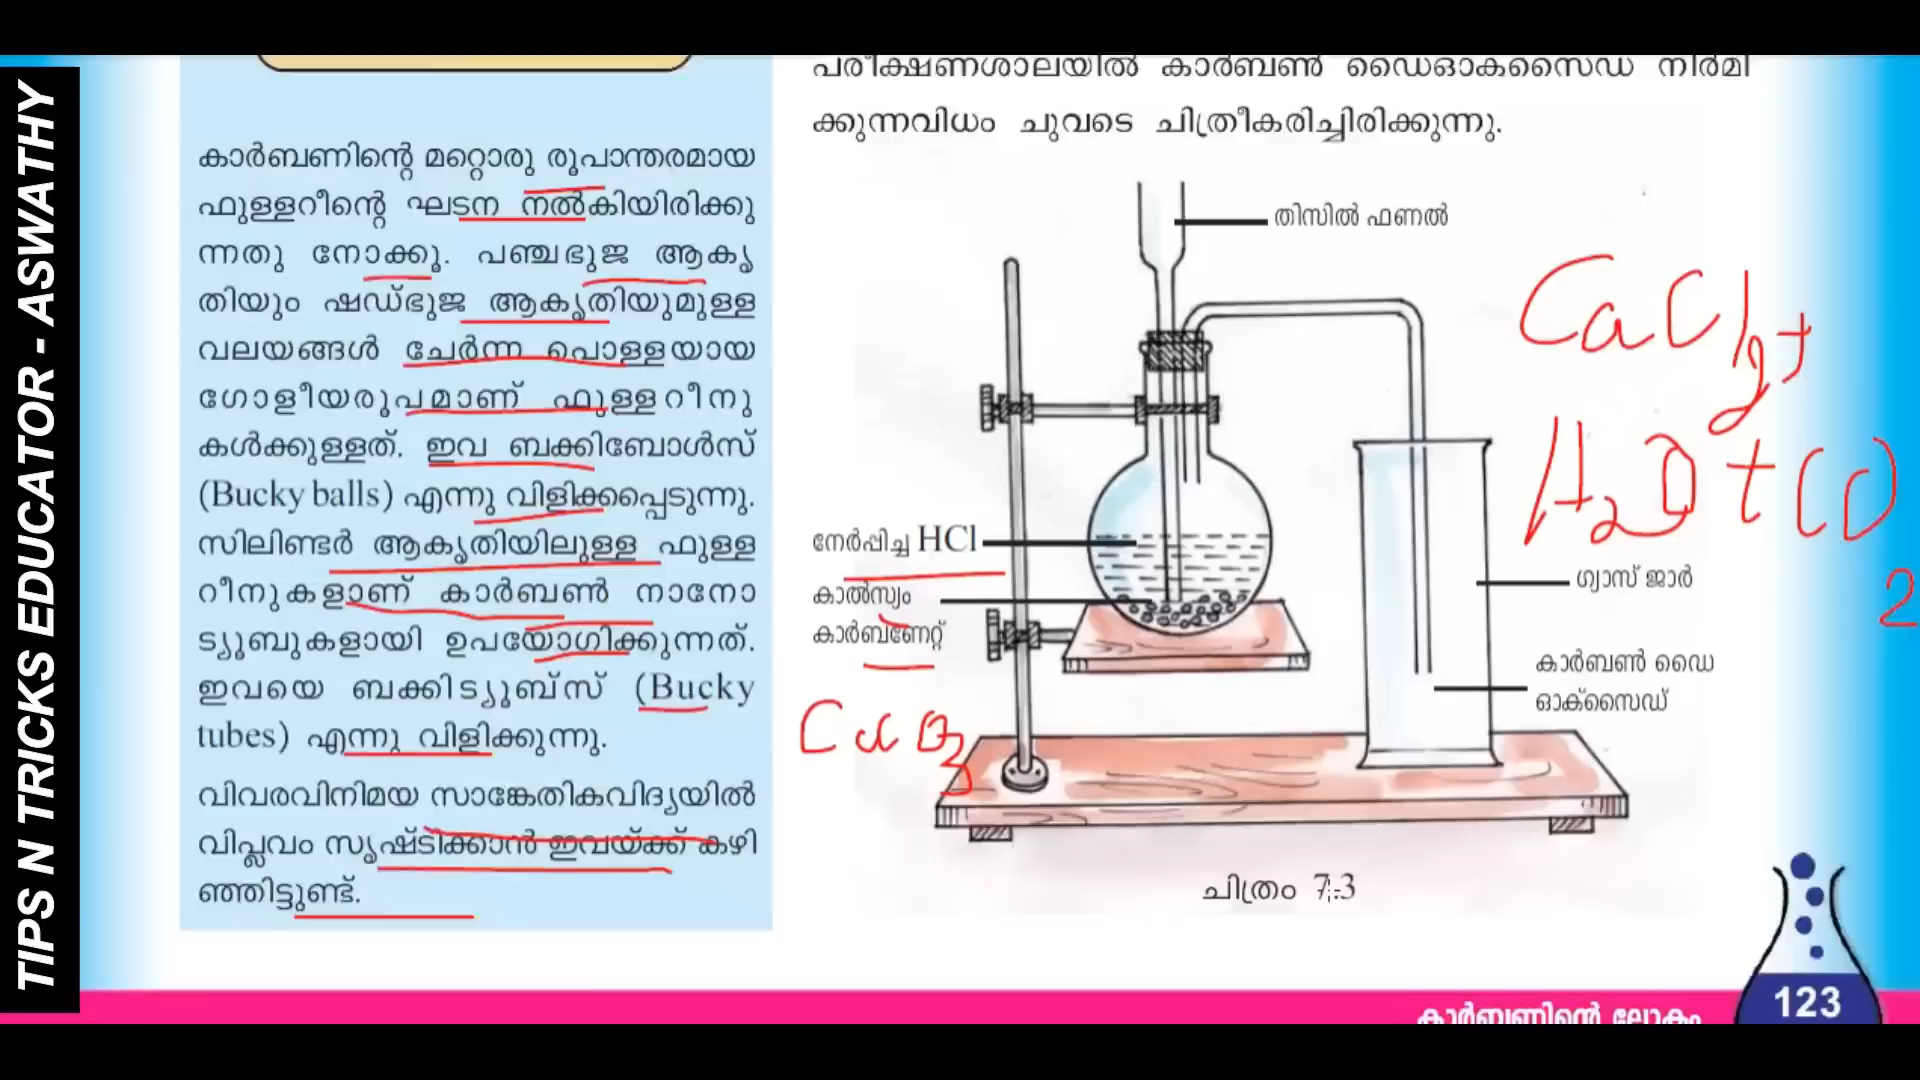 TIPS N TRICKS EDUCATOR - ASWATHY
കാർബണിന്റെ മറ്റൊരു രൂപാന്തരമായ
ഫുള്ളറീന്റെ ഘടന നൽകിയിരിക്കു
ന്നതു നോക്കൂ. പഞ്ചഭുജ ആകൃ
തിയും ഷഡ്ഭുജ ആകൃതിയുമുള്ള
വലയങ്ങൾ ചേർന്ന പൊള്ളയായ
ഗോളീയരൂപമാണ് ഫുള്ളറീനു
കൾക്കുള്ളത്. ഇവ ബക്കിബോൾസ്
(Bucky balls) എന്നു വിളിക്കപ്പെടുന്നു.
സിലിണ്ടർ ആകൃതിയിലുള്ള ഫുള്ള
റീനുകളാണ് കാർബൺ നാനോ
ട്യൂബുകളായി ഉപയോഗിക്കുന്നത്.
ഇവയെ ബക്കിട്യൂബ്സ് (Bucky
tubes) എന്നു വിളിക്കുന്നു.
വിവരവിനിമയ സാങ്കേതികവിദ്യയിൽ
വിപ്ലവം സൃഷ്ടിക്കാൻ ഇവയ്ക്ക് കഴി
ഞ്ഞിട്ടുണ്ട്.
പരീക്ഷണശാലയിൽ കാർബൺ ഡൈഓക്സൈഡ് നിർമി
ക്കുന്നവിധം ചുവടെ ചിത്രീകരിച്ചിരിക്കുന്നു.
തിസിൽ ഫണൽ
CaCl2+
H2O+CO
2
നേർപ്പിച്ച HCl
കാൽസ്യം
കാർബണേറ്റ്
ഗ്യാസ് ജാർ
കാർബൺ ഡൈ
ഓക്സൈഡ്
ചിത്രം 7.3
കാർബണിന്റെ ലോകം
123